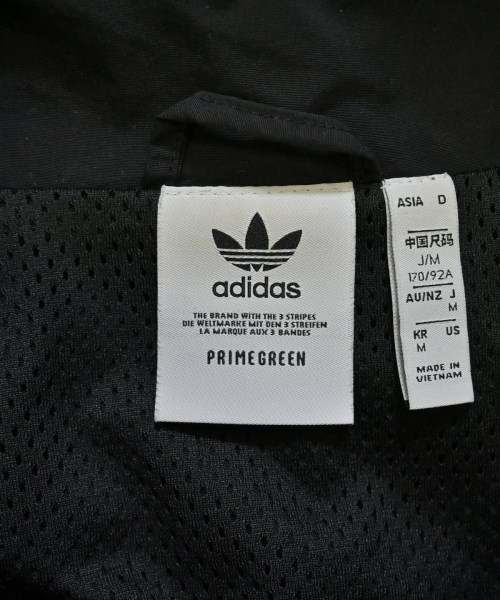 adidas
THE BRAND WITH THE 3 STRIPES
DIE WELTMARKE MIT DEN 3 STREIFEN
LA MARQUE AUX 3 BANDES
PRIMEGREEN
ASIA D
中国尺码
J/M
170/92A
AU/NZ J
M
KR US
M
MADE IN
VIETNAM